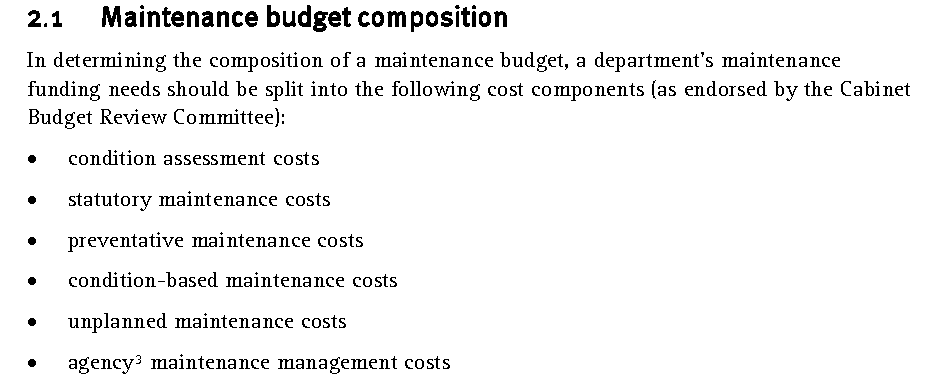 2.1 Maintenance budget composition
In determining the composition of a maintenance budget, a department's maintenance
funding needs should be split into the following cost components (as endorsed by the Cabinet
Budget Review Committee):
• condition assessment costs
• statutory maintenance costs
• preventative maintenance costs
• condition-based maintenance costs
• unplanned maintenance costs
• agency³ maintenance management costs